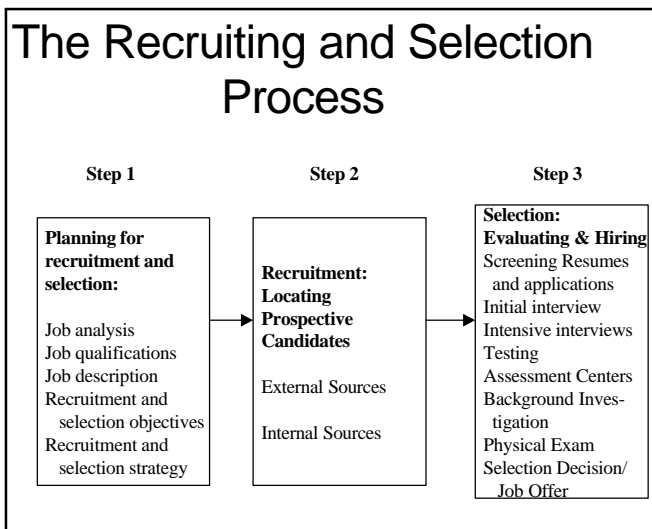 The Recruiting and Selection
Process
Step 1
Step 2
Step 3
Planning for
recruitment and
selection:
Job analysis
Job qualifications
Job description
Recruitment and
selection objectives
Recruitment and
selection strategy
Recruitment:
Locating
Prospective
Candidates
External Sources
Internal Sources
Selection:
Evaluating & Hiring
Screening Resumes
and applications
Initial interview
Intensive interviews
Testing
Assessment Centers
Background Inves-
tigation
Physical Exam
Selection Decision/
Job Offer